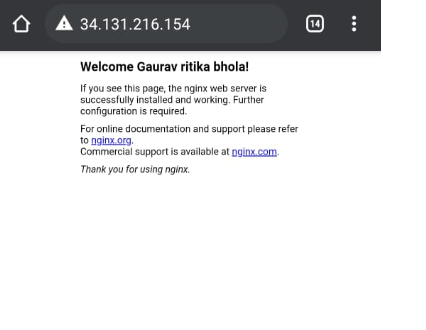 34.131.216.154
14
Welcome Gaurav ritika bhola!
If you see this page, the nginx web server is
successfully installed and working. Further
configuration is required.
For online documentation and support please refer
to nginx.org.
Commercial support is available at nginx.com.
Thank you for using nginx.